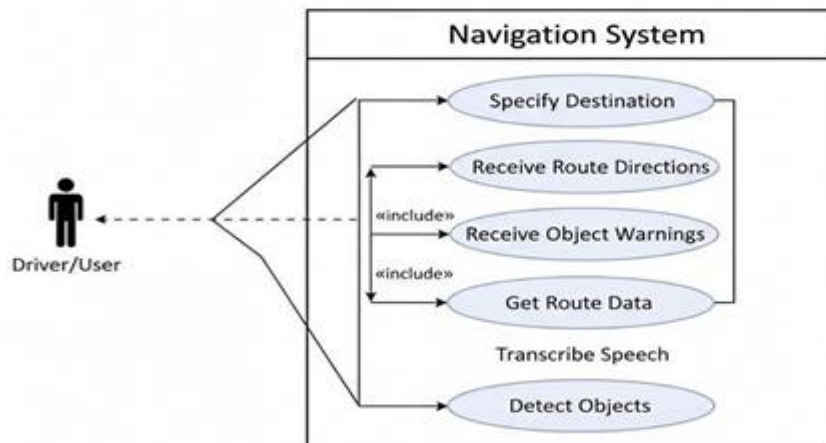 Navigation System
Specify Destination
Receive Route Directions
«include»
Receive Object Warnings
Driver/User
«include»
Get Route Data
Transcribe Speech
Detect Objects